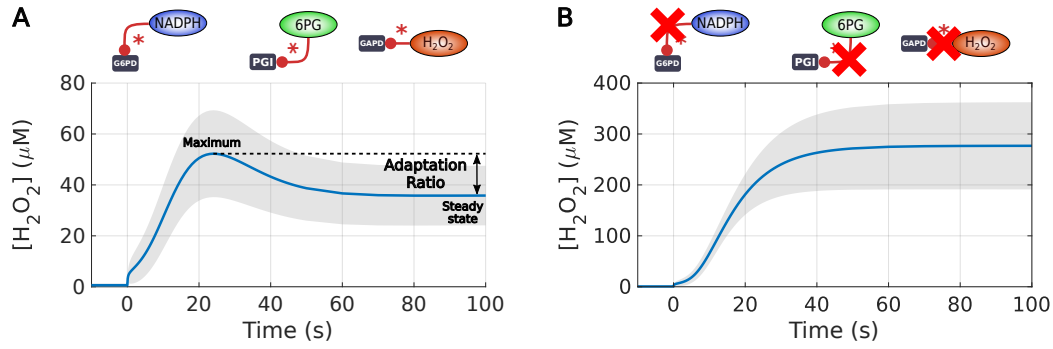 A
NADPH
*
G6PD
6PG
*
PGI
GAPD
*
H₂O₂
[H₂O₂] (μM)
80
60
40
20
0
Maximum
Adaptation
Ratio
Steady
state
0 20 40 60 80 100
Time (s)
B
NADPH
*
G6PD
6PG
*
PGI
GAPD
*
H₂O₂
[H₂O₂] (μM)
400
300
200
100
0
0 20 40 60 80 100
Time (s)